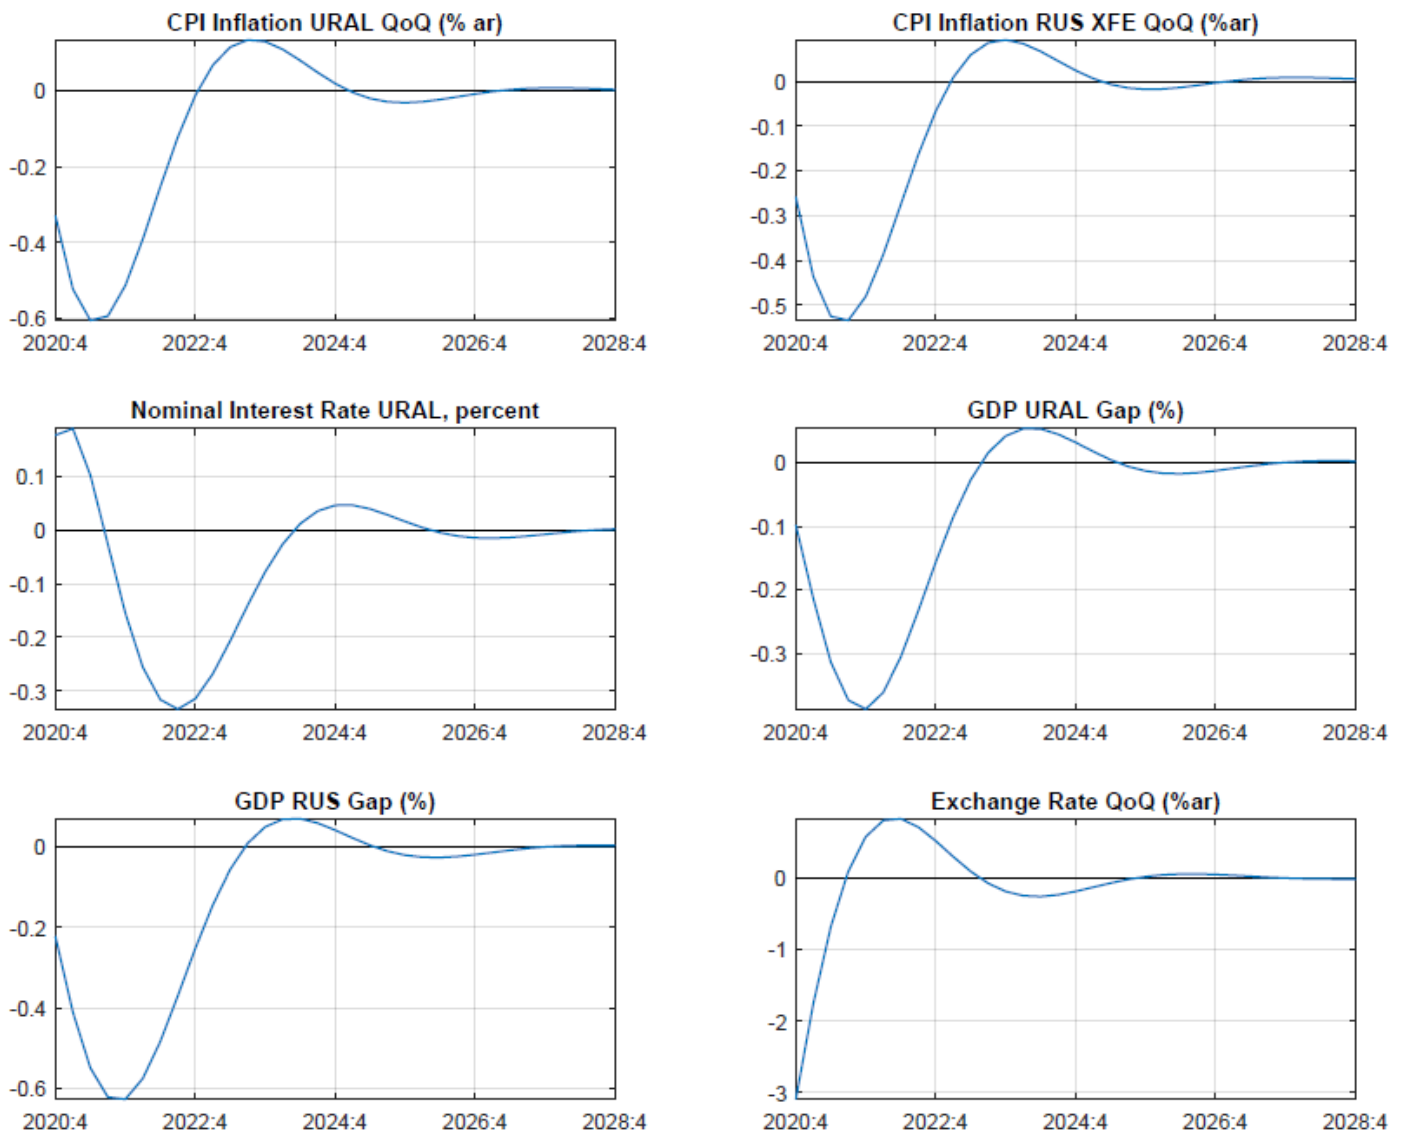 CPI Inflation URAL QoQ (% ar)
0
-0.2
-0.4
-0.6
2020:4 2022:4 2024:4 2026:4 2028:4
CPI Inflation RUS XFE QoQ (%ar)
0
-0.1
-0.2
-0.3
-0.4
-0.5
2020:4 2022:4 2024:4 2026:4 2028:4
Nominal Interest Rate URAL, percent
0.1
0
-0.1
-0.2
-0.3
2020:4 2022:4 2024:4 2026:4 2028:4
GDP URAL Gap (%)
0
-0.1
-0.2
-0.3
2020:4 2022:4 2024:4 2026:4 2028:4
GDP RUS Gap (%)
0
-0.2
-0.4
-0.6
2020:4 2022:4 2024:4 2026:4 2028:4
Exchange Rate QoQ (%ar)
0
-1
-2
-3
2020:4 2022:4 2024:4 2026:4 2028:4